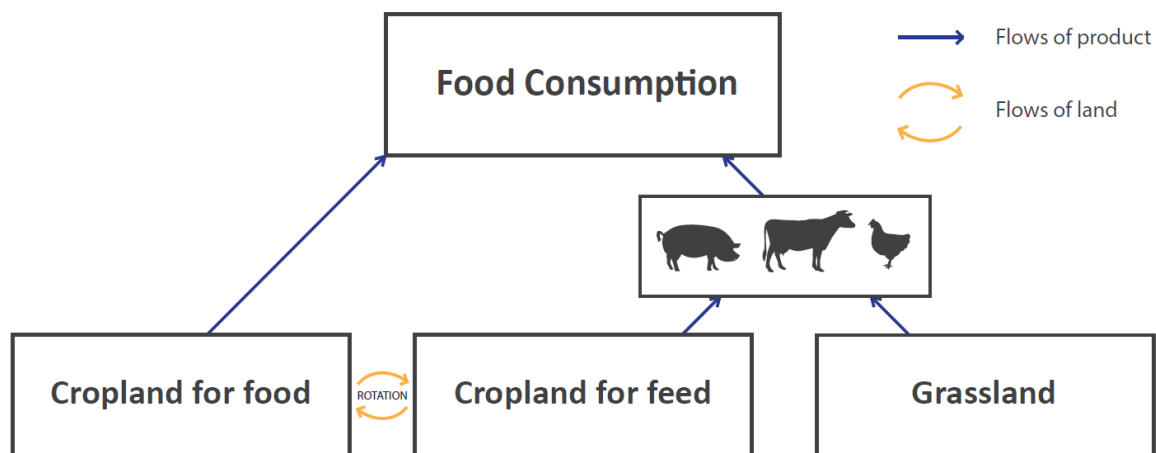 Food Consumption
Flows of product
Flows of land
Cropland for food
ROTATION
Cropland for feed
Grassland